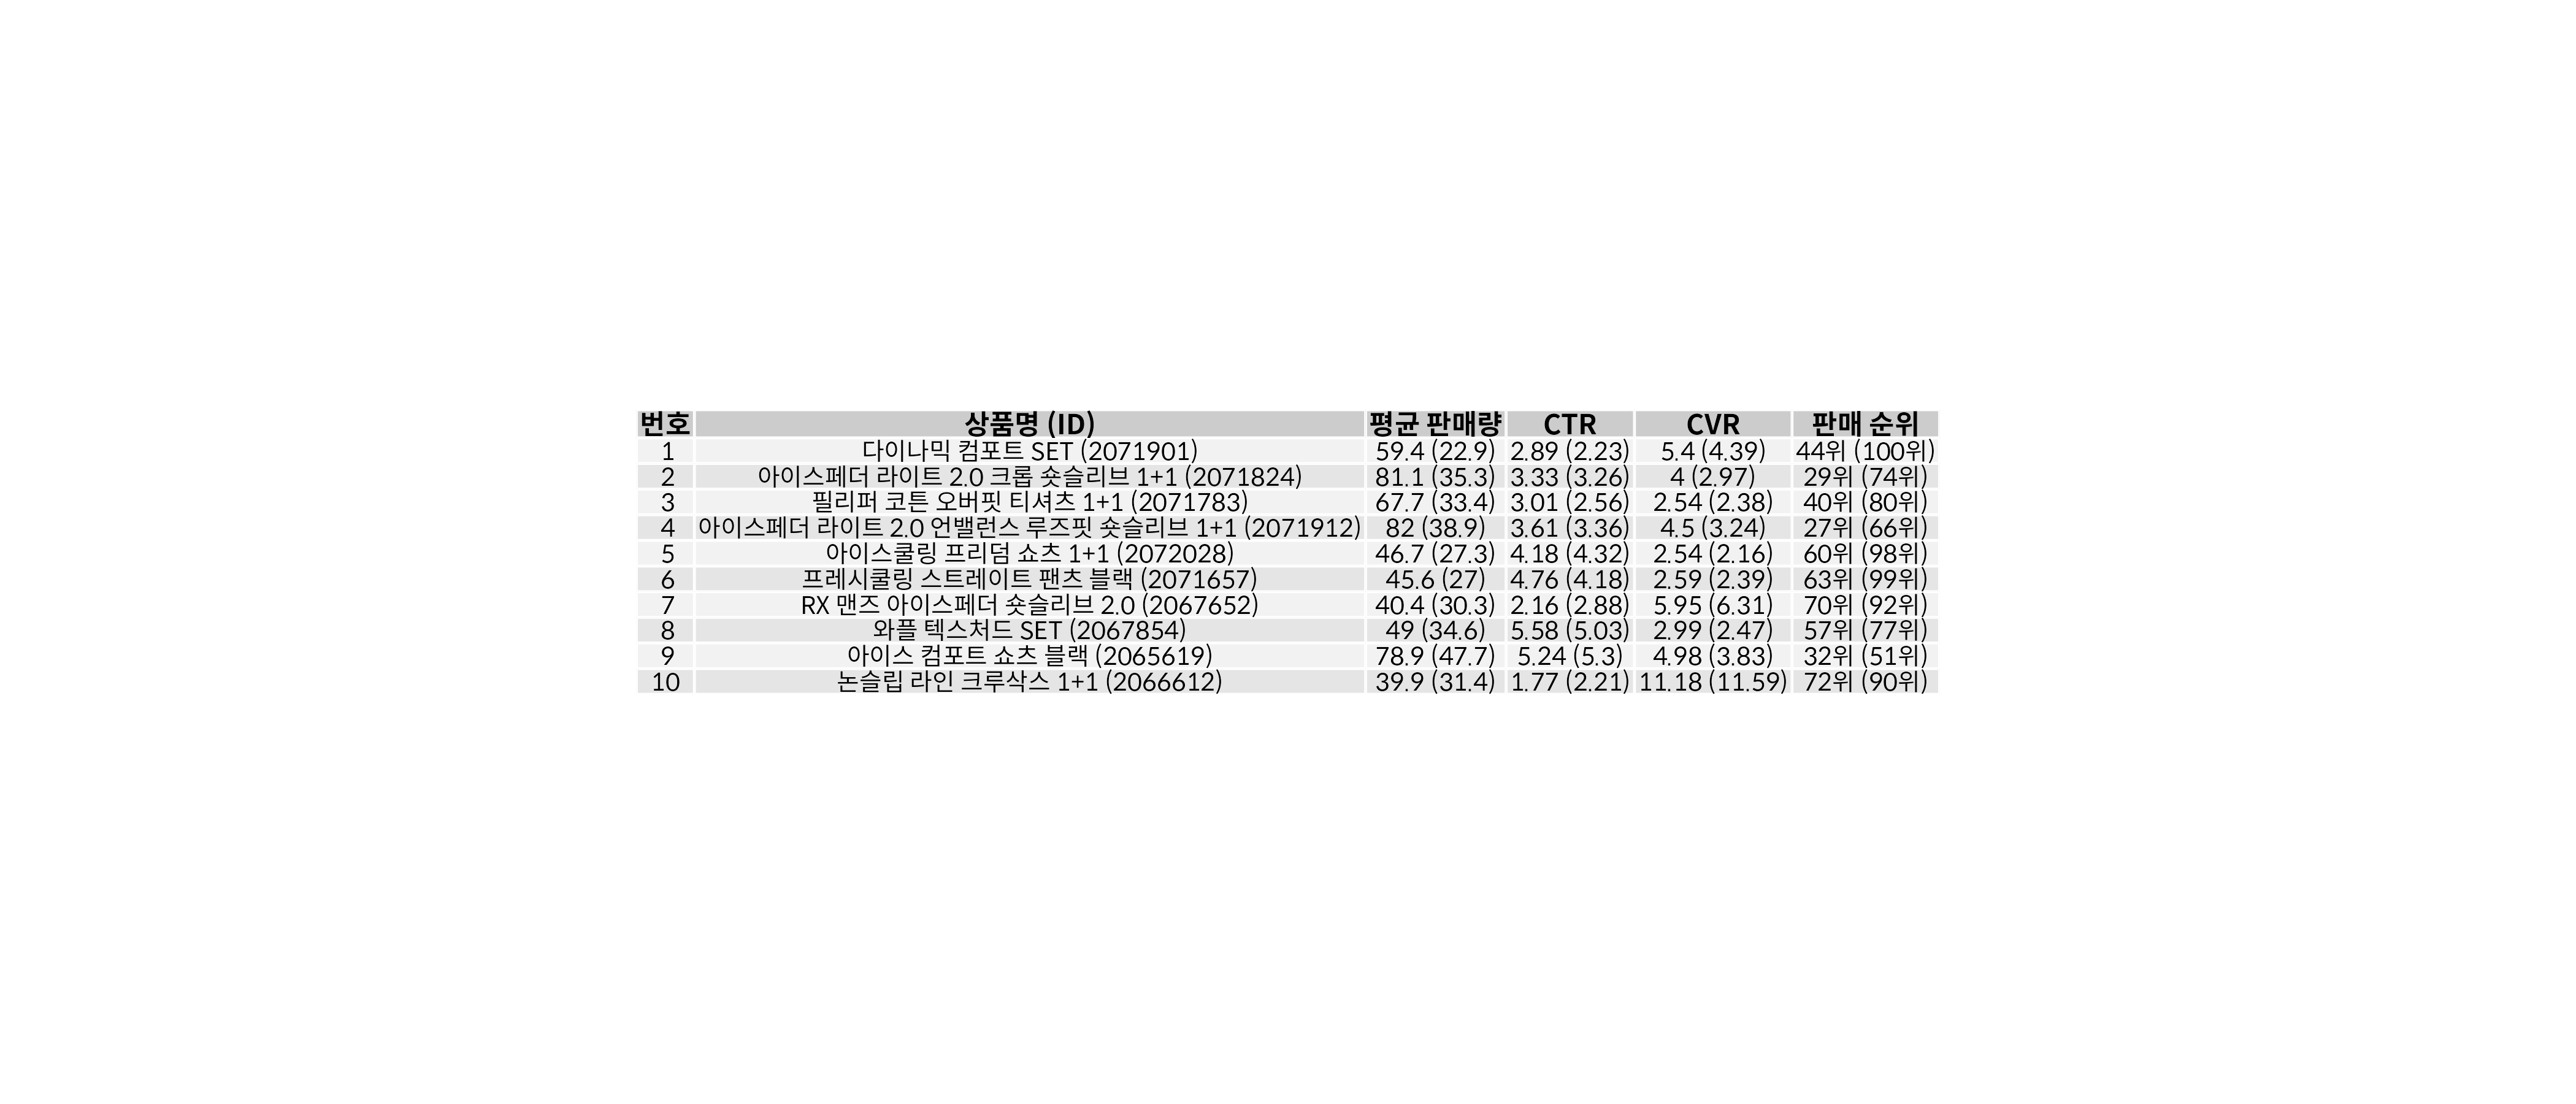 번호 상품명 (ID) 평균 판매량 CTR CVR 판매 순위
1 다이나믹 컴포트 SET (2071901) 59.4 (22.9) 2.89 (2.23) 5.4 (4.39) 44위 (100위)
2 아이스페더 라이트 2.0 크롭 숏슬리브 1+1 (2071824) 81.1 (35.3) 3.33 (3.26) 4 (2.97) 29위 (74위)
3 필리퍼 코튼 오버핏 티셔츠 1+1 (2071783) 67.7 (33.4) 3.01 (2.56) 2.54 (2.38) 40위 (80위)
4 아이스페더 라이트 2.0 언밸런스 루즈핏 숏슬리브 1+1 (2071912) 82 (38.9) 3.61 (3.36) 4.5 (3.24) 27위 (66위)
5 아이스쿨링 프리덤 쇼츠 1+1 (2072028) 46.7 (27.3) 4.18 (4.32) 2.54 (2.16) 60위 (98위)
6 프레시쿨링 스트레이트 팬츠 블랙 (2071657) 45.6 (27) 4.76 (4.18) 2.59 (2.39) 63위 (99위)
7 RX 맨즈 아이스페더 숏슬리브 2.0 (2067652) 40.4 (30.3) 2.16 (2.88) 5.95 (6.31) 70위 (92위)
8 와플 텍스처드 SET (2067854) 49 (34.6) 5.58 (5.03) 2.99 (2.47) 57위 (77위)
9 아이스 컴포트 쇼츠 블랙 (2065619) 78.9 (47.7) 5.24 (5.3) 4.98 (3.83) 32위 (51위)
10 논슬립 라인 크루삭스 1+1 (2066612) 39.9 (31.4) 1.77 (2.21) 11.18 (11.59) 72위 (90위)